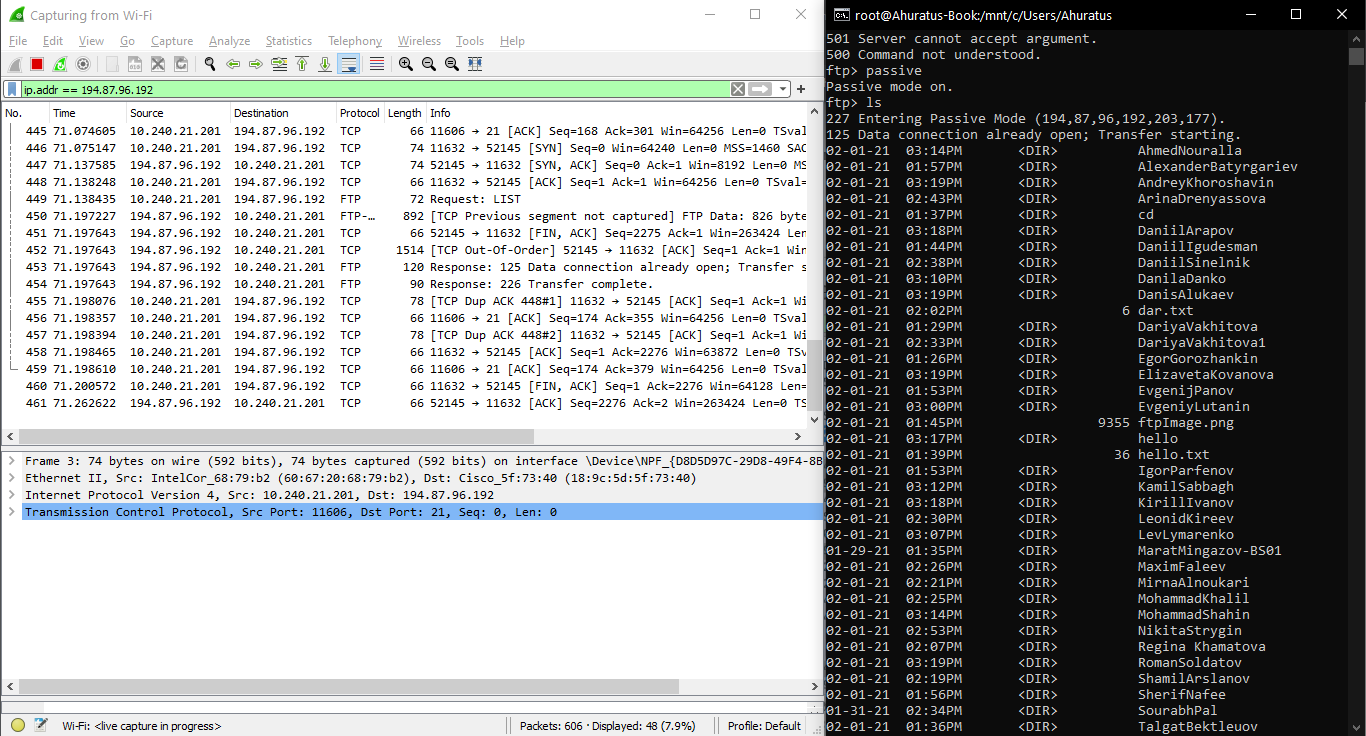 Capturing from Wi-Fi
File Edit View Go Capture Analyze Statistics Telephony Wireless Tools Help
ip.addr == 194.87.96.192
No. Time Source Destination Protocol Length Info
445 71.074605 10.240.21.201 194.87.96.192 TCP 66 11606 → 21 [ACK] Seq=168 Ack=301 Win=64256 Len=0 TSval
446 71.075147 10.240.21.201 194.87.96.192 TCP 74 11632 → 52145 [SYN] Seq=0 Win=64240 Len=0 MSS=1460 SAC
447 71.137585 194.87.96.192 10.240.21.201 TCP 74 52145 → 11632 [SYN, ACK] Seq=0 Ack=1 Win=8192 Len=0 MS
448 71.138248 10.240.21.201 194.87.96.192 TCP 66 11632 → 52145 [ACK] Seq=1 Ack=1 Win=64256 Len=0 TSval=
449 71.138435 10.240.21.201 194.87.96.192 FTP 72 Request: LIST
450 71.197227 194.87.96.192 10.240.21.201 FTP-… 892 [TCP Previous segment not captured] FTP Data: 826 byte
451 71.197643 194.87.96.192 10.240.21.201 TCP 66 52145 → 11632 [FIN, ACK] Seq=2275 Ack=1 Win=263424 Len
452 71.197643 194.87.96.192 10.240.21.201 TCP 1514 [TCP Out-Of-Order] 52145 → 11632 [ACK] Seq=1 Ack=1 Win
453 71.197643 194.87.96.192 10.240.21.201 FTP 120 Response: 125 Data connection already open; Transfer s
454 71.197643 194.87.96.192 10.240.21.201 FTP 90 Response: 226 Transfer complete.
455 71.198076 10.240.21.201 194.87.96.192 TCP 78 [TCP Dup ACK 448#1] 11632 → 52145 [ACK] Seq=1 Ack=1 Wi
456 71.198357 10.240.21.201 194.87.96.192 TCP 66 11606 → 21 [ACK] Seq=174 Ack=355 Win=64256 Len=0 TSval
457 71.198394 10.240.21.201 194.87.96.192 TCP 78 [TCP Dup ACK 448#2] 11632 → 52145 [ACK] Seq=1 Ack=1 Wi
458 71.198465 10.240.21.201 194.87.96.192 TCP 66 11632 → 52145 [ACK] Seq=1 Ack=2276 Win=63872 Len=0 TSv
459 71.198610 10.240.21.201 194.87.96.192 TCP 66 11606 → 21 [ACK] Seq=174 Ack=379 Win=64256 Len=0 TSval
460 71.200572 10.240.21.201 194.87.96.192 TCP 66 11632 → 52145 [FIN, ACK] Seq=1 Ack=2276 Win=64128 Len=
461 71.262622 194.87.96.192 10.240.21.201 TCP 66 52145 → 11632 [ACK] Seq=2276 Ack=2 Win=263424 Len=0 TS
Frame 3: 74 bytes on wire (592 bits), 74 bytes captured (592 bits) on interface \Device\NPF_{D8D5D97C-29D8-49F4-8B
Ethernet II, Src: IntelCor_68:79:b2 (60:67:20:68:79:b2), Dst: Cisco_5f:73:40 (18:9c:5d:5f:73:40)
Internet Protocol Version 4, Src: 10.240.21.201, Dst: 194.87.96.192
Transmission Control Protocol, Src Port: 11606, Dst Port: 21, Seq: 0, Len: 0
Wi-Fi: <live capture in progress> Packets: 606 · Displayed: 48 (7.9%) Profile: Default
root@Ahuratus-Book:/mnt/c/Users/Ahuratus
501 Server cannot accept argument.
500 Command not understood.
ftp> passive
Passive mode on.
ftp> ls
227 Entering Passive Mode (194,87,96,192,203,177).
125 Data connection already open; Transfer starting.
02-01-21 03:14PM <DIR> AhmedNouralla
02-01-21 01:57PM <DIR> AlexanderBatyrgariev
02-01-21 03:19PM <DIR> AndreyKhoroshavin
02-01-21 02:43PM <DIR> ArinaDrenyassova
02-01-21 01:37PM <DIR> cd
02-01-21 03:18PM <DIR> DaniilArapov
02-01-21 01:44PM <DIR> DaniilIgudesman
02-01-21 02:38PM <DIR> DaniilSinelnik
02-01-21 03:10PM <DIR> DanilaDanko
02-01-21 03:19PM <DIR> DanisAlukaev
02-01-21 02:02PM 6 dar.txt
02-01-21 01:29PM <DIR> DariyaVakhitova
02-01-21 02:33PM <DIR> DariyaVakhitova1
02-01-21 01:26PM <DIR> EgorGorozhankin
02-01-21 03:19PM <DIR> ElizavetaKovanova
02-01-21 01:53PM <DIR> EvgenijPanov
02-01-21 03:00PM <DIR> EvgeniyLutanin
02-01-21 01:45PM 9355 ftpImage.png
02-01-21 03:17PM <DIR> hello
02-01-21 01:39PM 36 hello.txt
02-01-21 01:53PM <DIR> IgorParfenov
02-01-21 03:12PM <DIR> KamilSabbagh
02-01-21 03:18PM <DIR> KirillIvanov
02-01-21 02:30PM <DIR> LeonidKireev
02-01-21 03:07PM <DIR> LevLymarenko
01-29-21 01:35PM <DIR> MaratMingazov-BS01
02-01-21 02:26PM <DIR> MaximFaleev
02-01-21 02:21PM <DIR> MirnaAlnoukari
02-01-21 02:25PM <DIR> MohammadKhalil
02-01-21 03:14PM <DIR> MohammadShahin
02-01-21 02:53PM <DIR> NikitaStrygin
02-01-21 02:07PM <DIR> Regina Khamatova
02-01-21 03:19PM <DIR> RomanSoldatov
02-01-21 02:19PM <DIR> ShamilArslanov
02-01-21 01:56PM <DIR> SherifNafee
01-31-21 02:34PM <DIR> SourabhPal
02-01-21 01:36PM <DIR> TalgatBektleuov